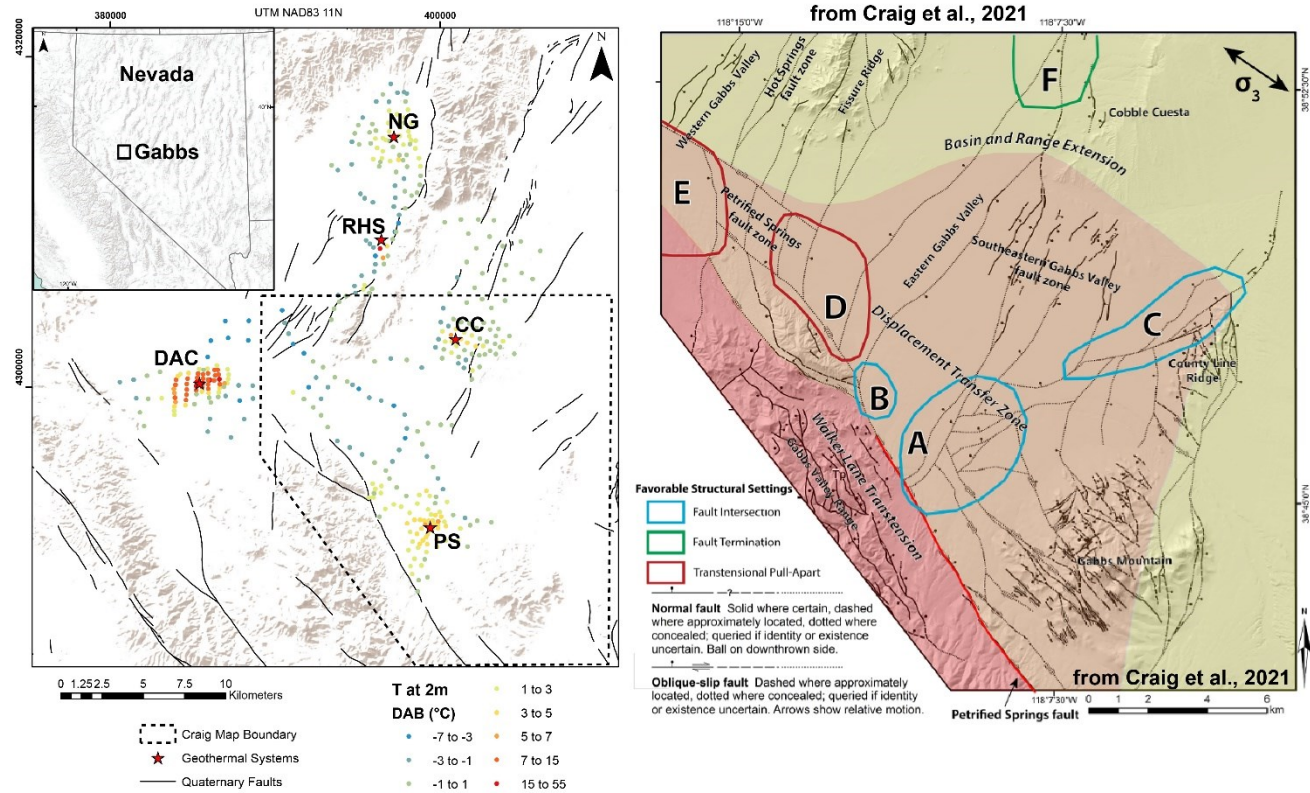 UTM NAD83 11N
380000
400000
4320000
4300000
N
Nevada
Gabbs
40°N
120°W
N
NG
RHS
CC
DAC
PS
0 1.25 2.5 5 7.5 10
Kilometers
Craig Map Boundary
Geothermal Systems
Quaternary Faults
T at 2m
DAB (°C)
-7 to -3
-3 to -1
-1 to 1
1 to 3
3 to 5
5 to 7
7 to 15
15 to 55
from Craig et al., 2021
118°15'0"W
118°7'30"W
38°52'30"N
38°45'0"N
σ3
Western Gabbs Valley
Hot Springs
fault zone
Fissure Ridge
F
Cobble Cuesta
Basin and Range Extension
E
Petrified Springs
fault zone
Eastern Gabbs Valley
Southeastern Gabbs Valley
fault zone
D
Displacement Transfer Zone
C
County Line
Ridge
B
A
Walker Lane Transtension
Gabbs Valley Range
Gabbs Mountain
Favorable Structural Settings
Fault Intersection
Fault Termination
Transtensional Pull-Apart
?
Normal fault Solid where certain, dashed
where approximately located, dotted where
concealed; queried if identity or existence
uncertain. Ball on downthrown side.
Oblique-slip fault Dashed where approximately
located, dotted where concealed; queried if identity
or existence uncertain. Arrows show relative motion.
N
from Craig et al., 2021
118°7'30"W
Petrified Springs fault
0 1 2 4 6
km